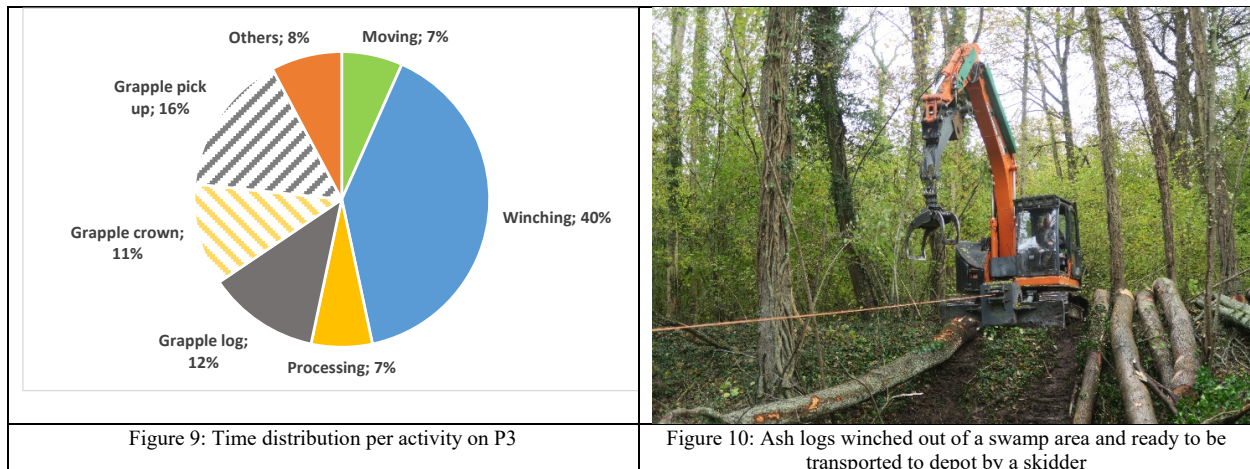 Others; 8%
Moving; 7%
Grapple pick
up; 16%
Winching; 40%
Grapple crown;
11%
Grapple log;
12%
Processing; 7%
Figure 9: Time distribution per activity on P3
Figure 10: Ash logs winched out of a swamp area and ready to be
transported to depot by a skidder